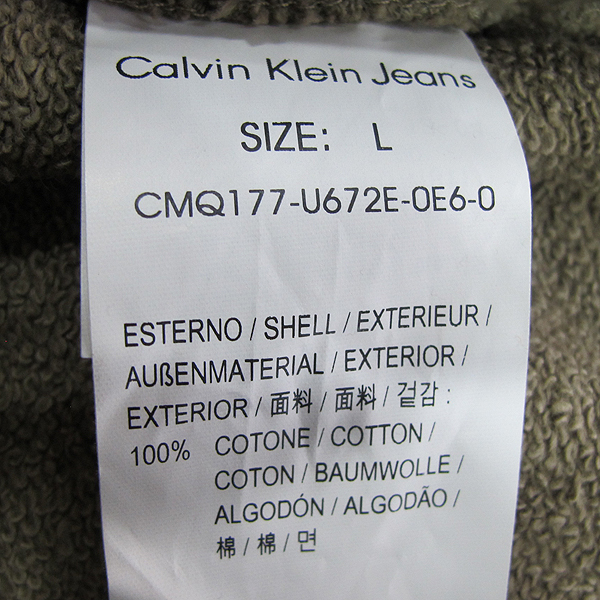 Calvin Klein Jeans
SIZE: L
CMQ177-U672E-0E6-0
ESTERNO / SHELL / EXTERIEUR /
AUßENMATERIAL / EXTERIOR /
EXTERIOR / 面料 / 面料 / 겉감 :
100% COTONE / COTTON /
COTON / BAUMWOLLE /
ALGODÓN / ALGODÃO /
棉 / 棉 / 면